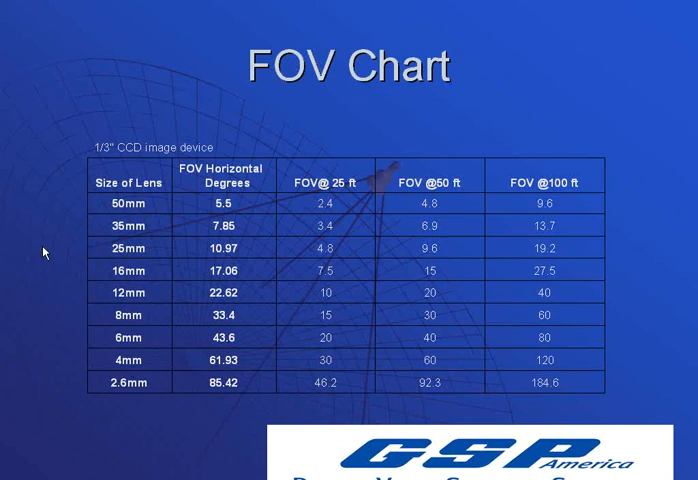 FOV Chart
1/3" CCD image device
Size of Lens FOV Horizontal Degrees FOV@ 25 ft FOV @50 ft FOV @100 ft
50mm 5.5 2.4 4.8 9.6
35mm 7.85 3.4 6.9 13.7
25mm 10.97 4.8 9.6 19.2
16mm 17.06 7.5 15 27.5
12mm 22.62 10 20 40
8mm 33.4 15 30 60
6mm 43.6 20 40 80
4mm 61.93 30 60 120
2.6mm 85.42 46.2 92.3 184.6
GSP America